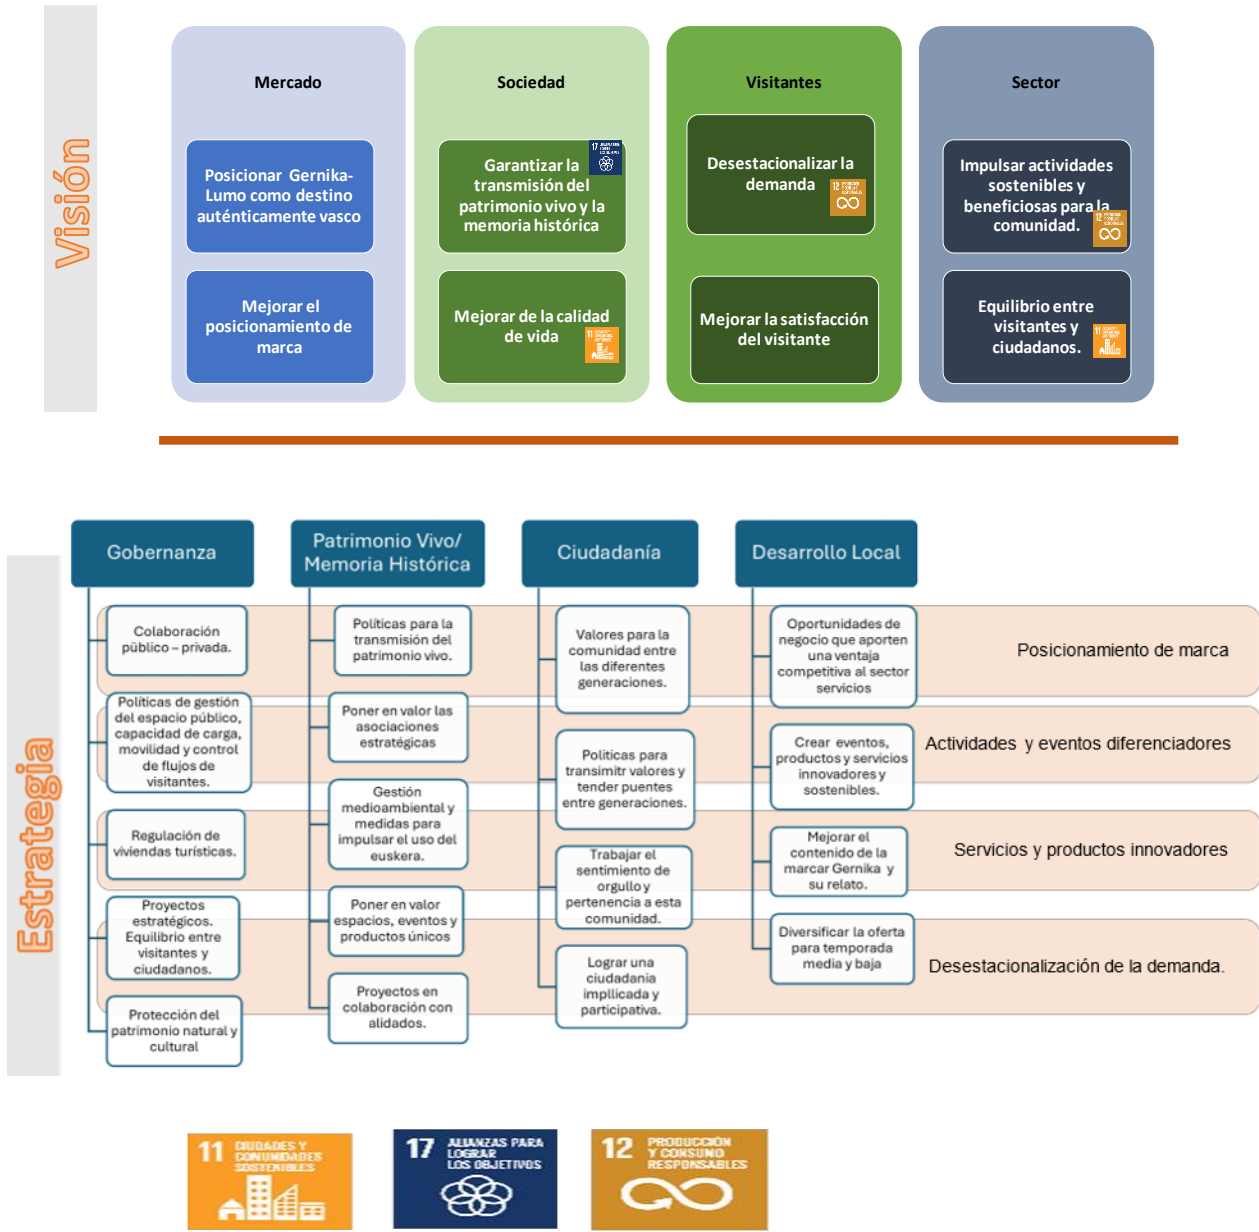 Visión
Mercado
Posicionar Gernika-
Lumo como destino
auténticamente vasco
Mejorar el
posicionamiento de
marca
Sociedad
17
Garantizar la
transmisión del
patrimonio vivo y la
memoria histórica
Mejorar de la calidad
de vida
11
Visitantes
Desestacionalizar la
demanda
12
Mejorar la satisfacción
del visitante
Sector
Impulsar actividades
sostenibles y
beneficiosas para la
comunidad.
12
Equilibrio entre
visitantes y
ciudadanos.
11
Estrategia
Gobernanza
Colaboración
público – privada.
Políticas de gestión
del espacio público,
capacidad de carga,
movilidad y control
de flujos de
visitantes.
Regulación de
viviendas turísticas.
Proyectos
estratégicos.
Equilibrio entre
visitantes y
ciudadanos.
Protección del
patrimonio natural y
cultural
Patrimonio Vivo/
Memoria Histórica
Políticas para la
transmisión del
patrimonio vivo.
Poner en valor las
asociaciones
estratégicas
Gestión
medioambiental y
medidas para
impulsar el uso del
euskera.
Poner en valor
espacios, eventos y
productos únicos
Proyectos en
colaboración con
alidados.
Ciudadanía
Valores para la
comunidad entre
las diferentes
generaciones.
Politicas para
transmitr valores y
tender puentes
entre generaciones.
Trabajar el
sentimiento de
orgullo y
pertenencia a esta
comunidad.
Lograr una
ciudadania
impllicada y
participativa.
Desarrollo Local
Oportunidades de
negocio que aporten
una ventaja
competitiva al sector
servicios
Crear eventos,
productos y servicios
innovadores y
sostenibles.
Mejorar el
contenido de la
marcar Gernika y
su relato.
Diversificar la oferta
para temporada
media y baja
Posicionamiento de marca
Actividades y eventos diferenciadores
Servicios y productos innovadores
Desestacionalización de la demanda.
11 CIUDADES Y
COMUNIDADES
SOSTENIBLES
17 ALIANZAS PARA
LOGRAR
LOS OBJETIVOS
12 PRODUCCIÓN
Y CONSUMO
RESPONSABLES